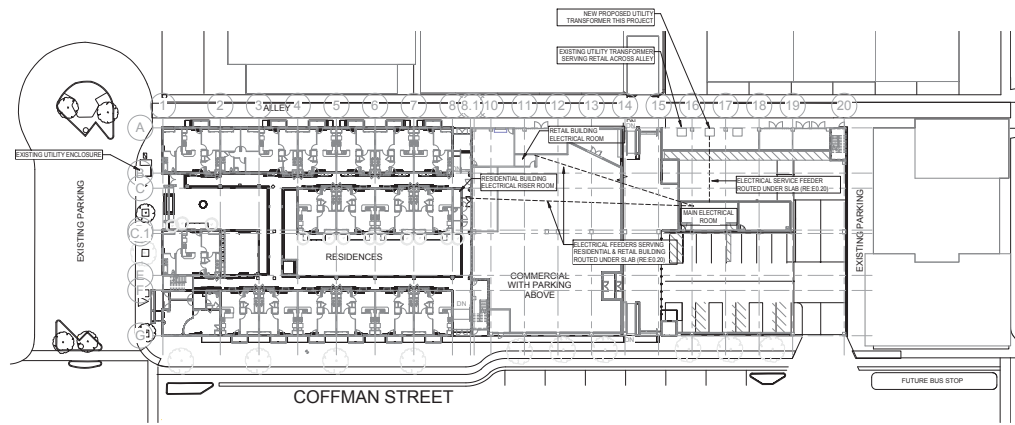 NEW PROPOSED UTILITY
TRANSFORMER THIS PROJECT
EXISTING UTILITY TRANSFORMER
SERVING RETAIL ACROSS ALLEY
ALLEY
1
2
3
4
5
6
7
8
8.1
10
11
12
13
14
15
16
17
18
19
20
A
RETAIL BUILDING
ELECTRICAL ROOM
EXISTING UTILITY ENCLOSURE
C
RESIDENTIAL BUILDING
ELECTRICAL RISER ROOM
ELECTRICAL SERVICE FEEDER
ROUTED UNDER SLAB (RE:E0.20)
EXISTING PARKING
MAIN ELECTRICAL
ROOM
C.1
ELECTRICAL FEEDERS SERVING
RESIDENTIAL & RETAIL BUILDING
ROUTED UNDER SLAB (RE:E0.20)
RESIDENCES
EXISTING PARKING
E
F
COMMERCIAL
WITH PARKING
ABOVE
DN
G
DN
COFFMAN STREET
FUTURE BUS STOP